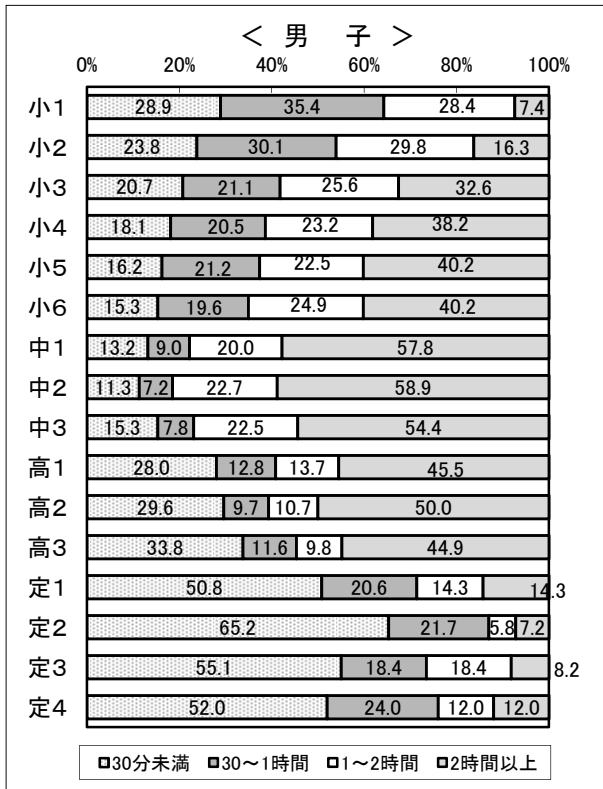 ＜ 男 子 ＞
0% 20% 40% 60% 80% 100%
小1 28.9 35.4 28.4 7.4
小2 23.8 30.1 29.8 16.3
小3 20.7 21.1 25.6 32.6
小4 18.1 20.5 23.2 38.2
小5 16.2 21.2 22.5 40.2
小6 15.3 19.6 24.9 40.2
中1 13.2 9.0 20.0 57.8
中2 11.3 7.2 22.7 58.9
中3 15.3 7.8 22.5 54.4
高1 28.0 12.8 13.7 45.5
高2 29.6 9.7 10.7 50.0
高3 33.8 11.6 9.8 44.9
定1 50.8 20.6 14.3 14.3
定2 65.2 21.7 5.8 7.2
定3 55.1 18.4 18.4 8.2
定4 52.0 24.0 12.0 12.0
30分未満 30～1時間 1～2時間 2時間以上